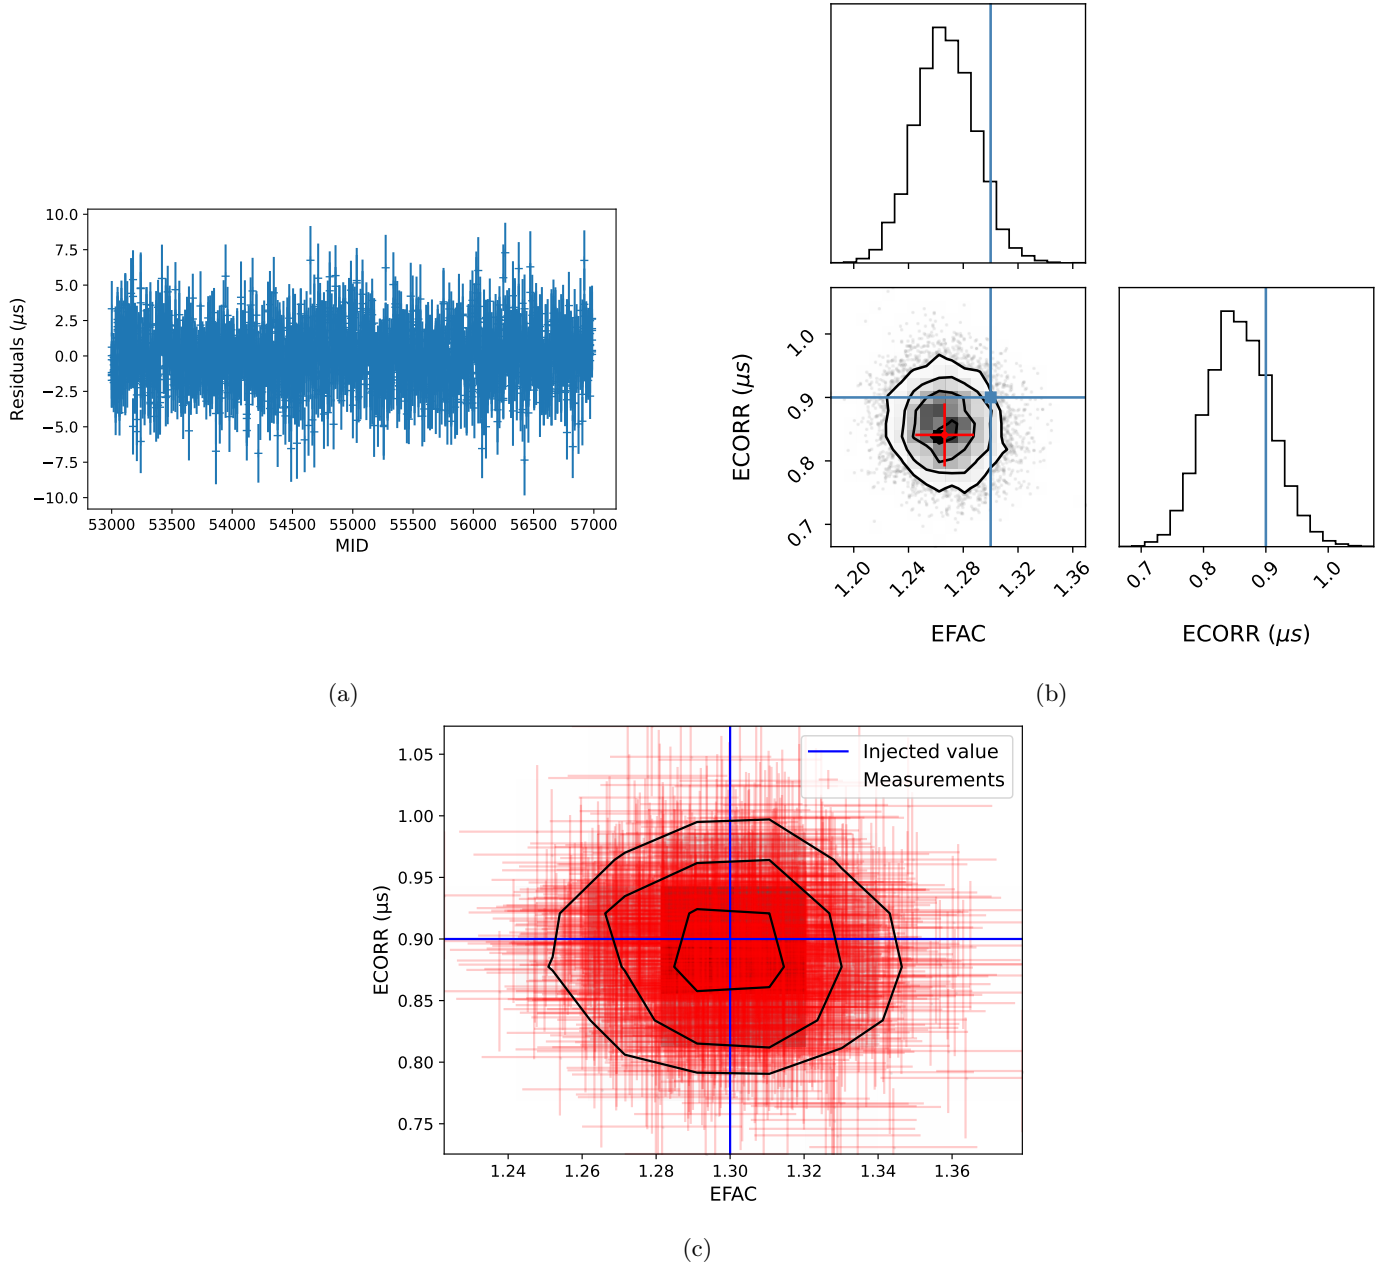 10.0
7.5
5.0
2.5
0.0
−2.5
−5.0
−7.5
−10.0
Residuals (μs)
53000 53500 54000 54500 55000 55500 56000 56500 57000
MJD
(a)
1.0
0.9
0.8
0.7
ECORR (μs)
1.20 1.24 1.28 1.32 1.36
EFAC
0.7 0.8 0.9 1.0
ECORR (μs)
(b)
1.05
1.00
0.95
0.90
0.85
0.80
0.75
ECORR (μs)
Injected value
Measurements
1.24 1.26 1.28 1.30 1.32 1.34 1.36
EFAC
(c)